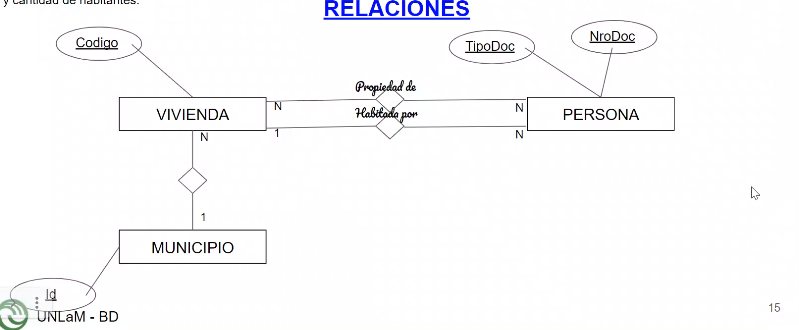 y cantidad de habitantes.
RELACIONES
Codigo
TipoDoc
NroDoc
Propiedad de
VIVIENDA
N
N
PERSONA
Habitada por
1
N
N
1
MUNICIPIO
Id
UNLaM - BD
15